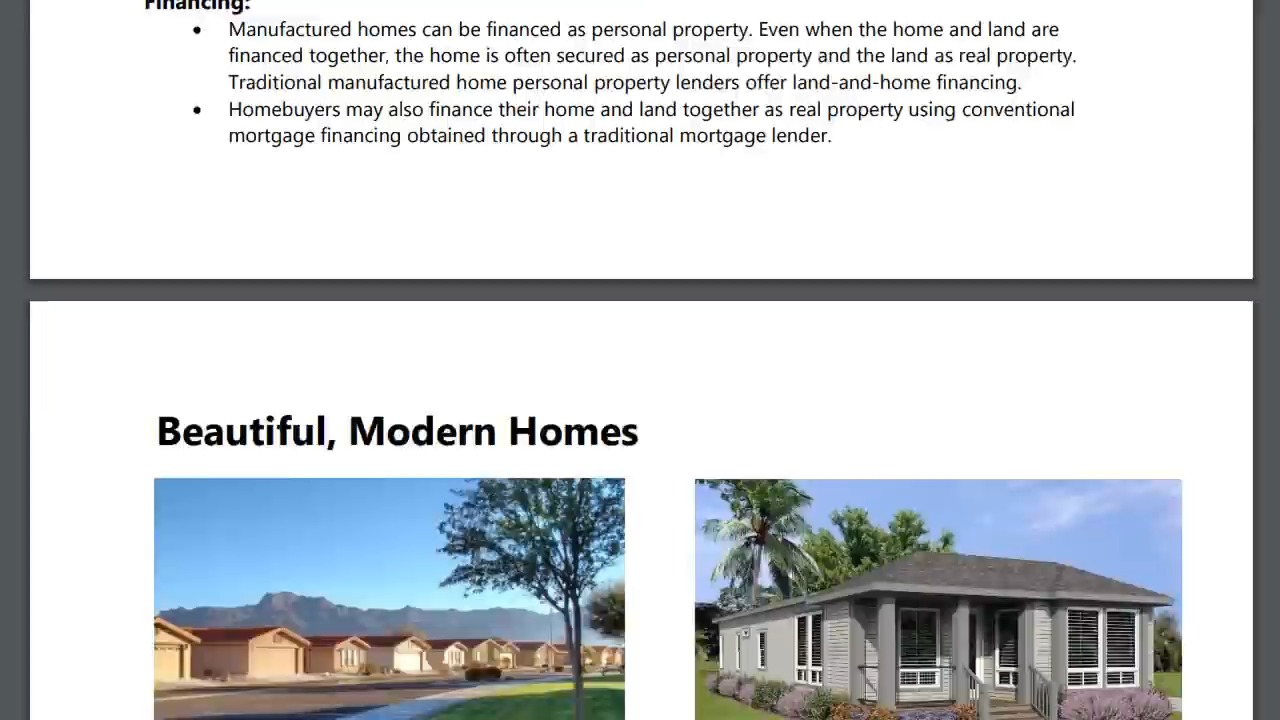 Financing:
• Manufactured homes can be financed as personal property. Even when the home and land are
financed together, the home is often secured as personal property and the land as real property.
Traditional manufactured home personal property lenders offer land-and-home financing.
• Homebuyers may also finance their home and land together as real property using conventional
mortgage financing obtained through a traditional mortgage lender.
Beautiful, Modern Homes